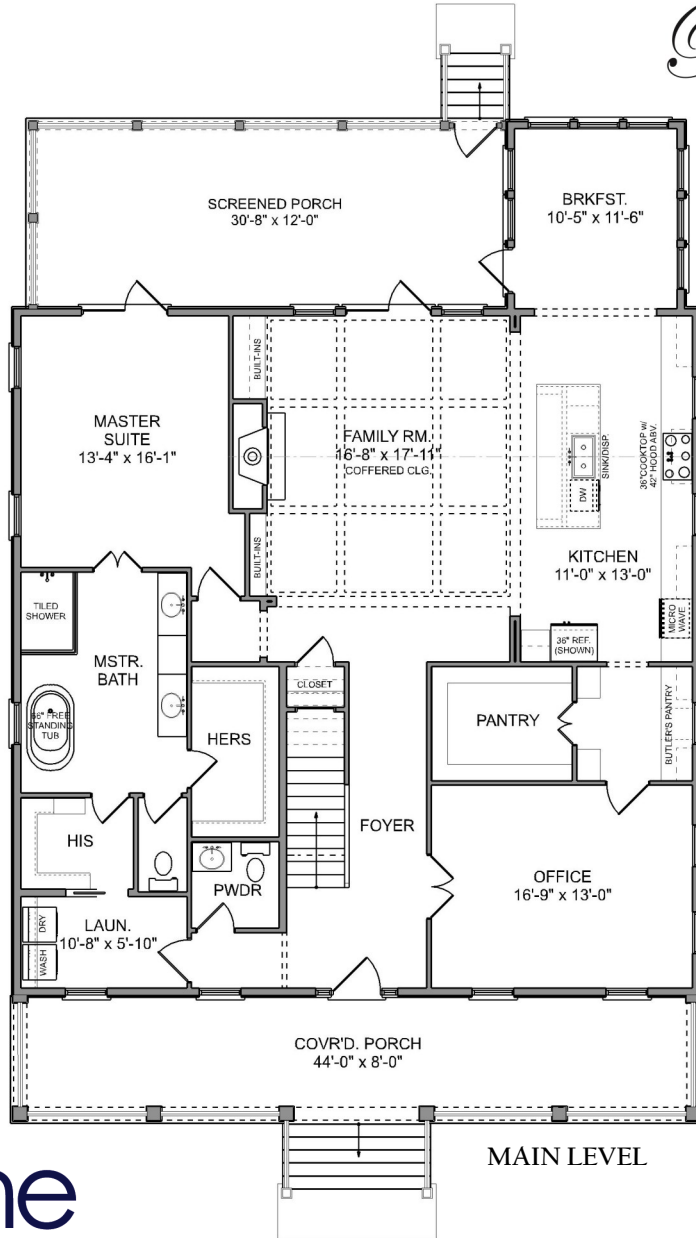 SCREENED PORCH
30'-8" x 12'-0"
BRKFST.
10'-5" x 11'-6"
BUILT-INS
MASTER
SUITE
13'-4" x 16'-1"
FAMILY RM.
16'-8" x 17'-11"
COFFERED CLG.
SINK/DISP.
DW
36"COOKTOP w/
42" HOOD ABV.
BUILT-INS
KITCHEN
11'-0" x 13'-0"
TILED
SHOWER
MICRO
WAVE
36" REF.
(SHOWN)
MSTR.
BATH
CLOSET
66" FREE
STANDING
TUB
HERS
PANTRY
BUTLER'S PANTRY
HIS
FOYER
PWDR
OFFICE
16'-9" x 13'-0"
LAUN.
10'-8" x 5'-10"
DRY
WASH
COVR'D. PORCH
44'-0" x 8'-0"
MAIN LEVEL
ne